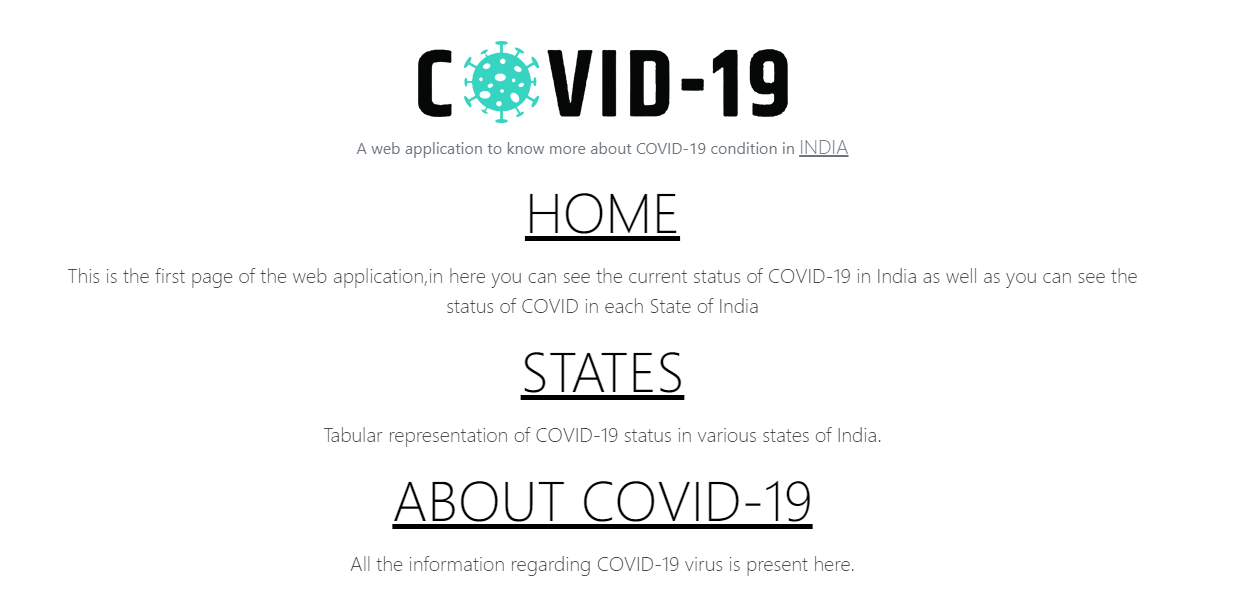 COVID-19
A web application to know more about COVID-19 condition in INDIA
HOME
This is the first page of the web application,in here you can see the current status of COVID-19 in India as well as you can see the
status of COVID in each State of India
STATES
Tabular representation of COVID-19 status in various states of India.
ABOUT COVID-19
All the information regarding COVID-19 virus is present here.